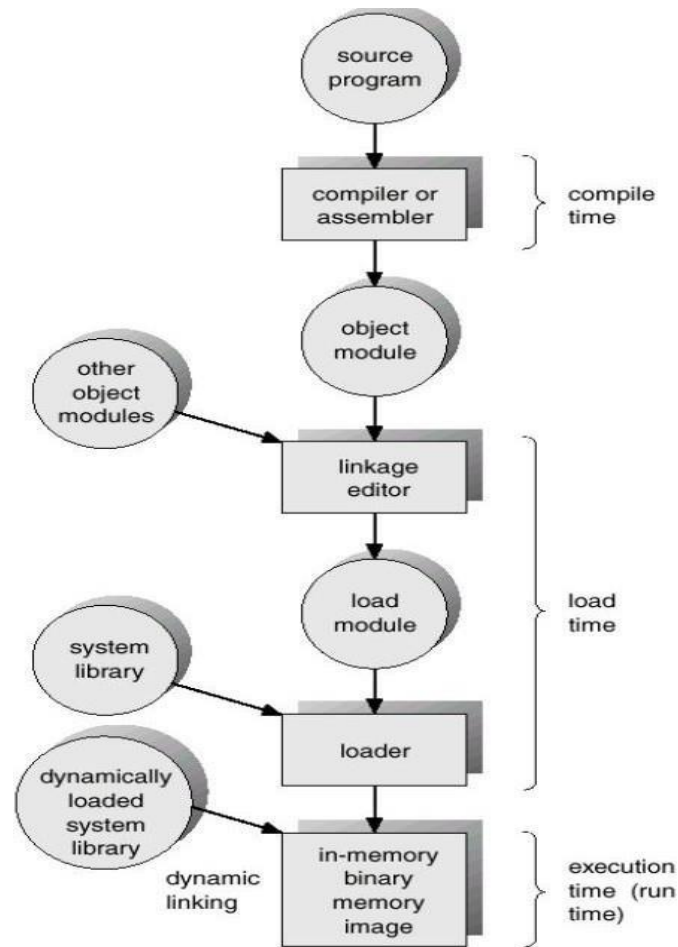 source
program
compiler or
assembler
compile
time
object
module
other
object
modules
linkage
editor
load
module
load
time
system
library
loader
dynamically
loaded
system
library
dynamic
linking
in-memory
binary
memory
image
execution
time (run
time)